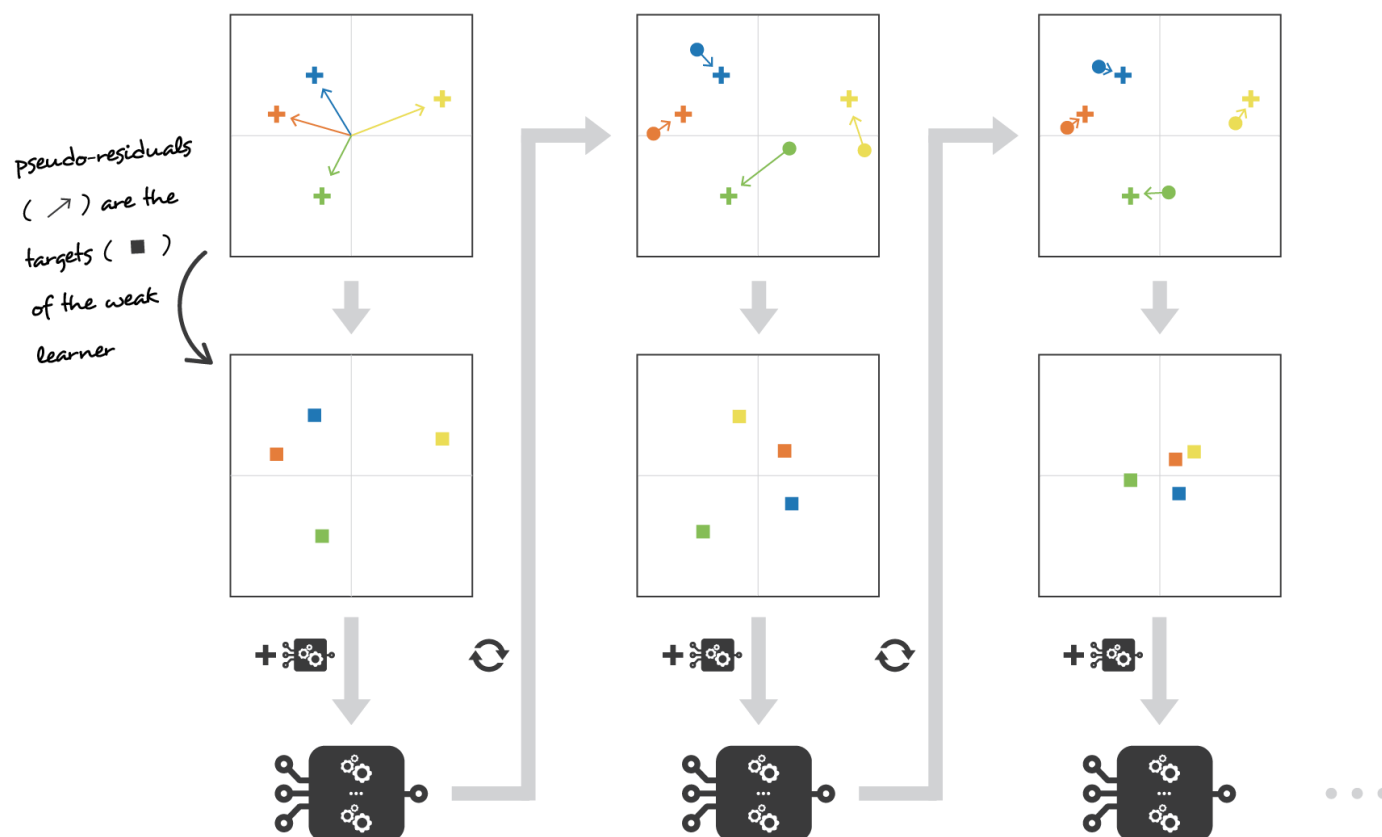 pseudo-residuals
( ↗ ) are the
targets ( ■ )
of the weak
learner